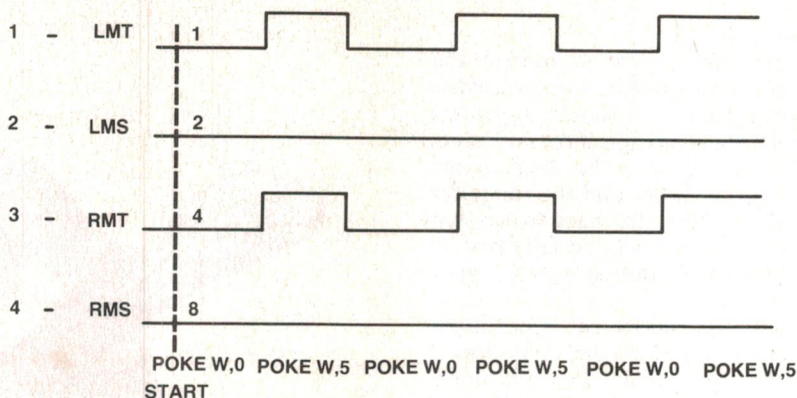 1 - LMT 1
2 - LMS 2
3 - RMT 4
4 - RMS 8
POKE W,0 POKE W,5 POKE W,0 POKE W,5 POKE W,0 POKE W,5
START